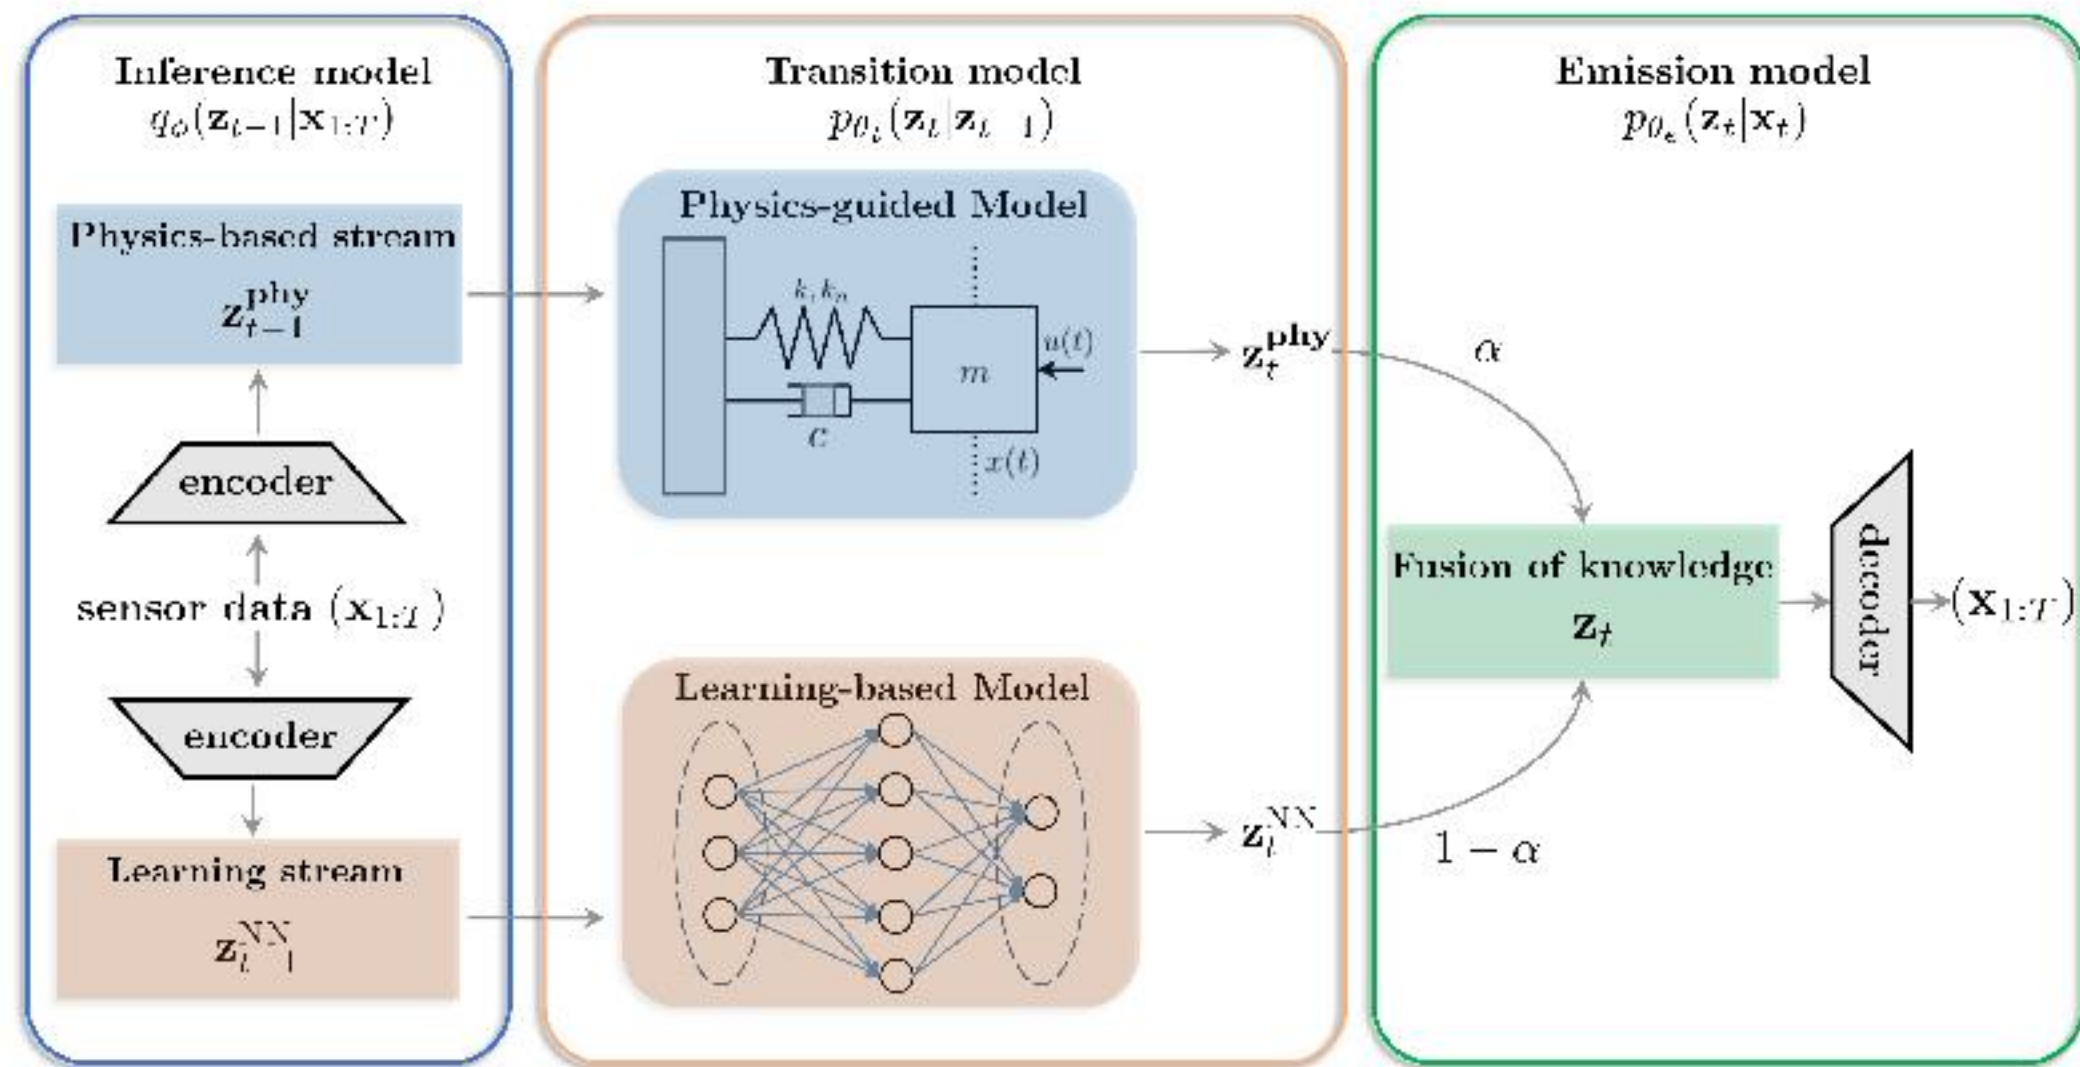 Inference model
q_ϕ(z_{t−1}|x_{1:T})
Physics-based stream
z_{t−1}^{phy}
encoder
sensor data (x_{1:T})
encoder
Learning stream
z_{t−1}^{NN}
Transition model
p_{θ_t}(z_t|z_{t−1})
Physics-guided Model
k, k_n
m
u(t)
c
x(t)
z_t^{phy}
Learning-based Model
z_t^{NN}
Emission model
p_{θ_e}(z_t|x_t)
α
Fusion of knowledge
z_t
decoder
(x_{1:T})
1 − α